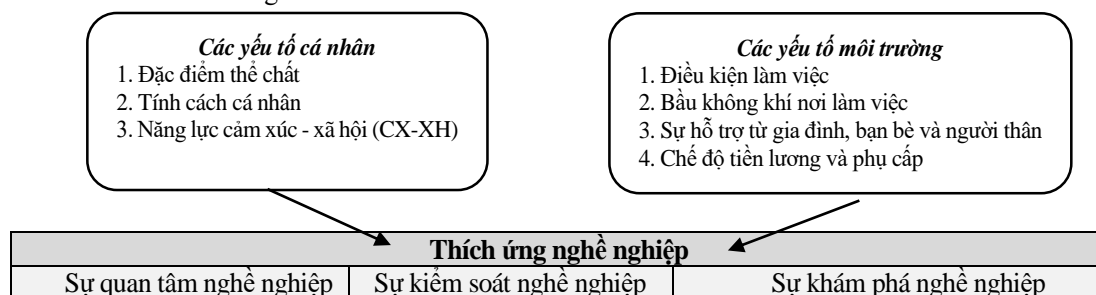 Các yếu tố cá nhân
1. Đặc điểm thể chất
2. Tính cách cá nhân
3. Năng lực cảm xúc - xã hội (CX-XH)
Các yếu tố môi trường
1. Điều kiện làm việc
2. Bầu không khí nơi làm việc
3. Sự hỗ trợ từ gia đình, bạn bè và người thân
4. Chế độ tiền lương và phụ cấp
Thích ứng nghề nghiệp
Sự quan tâm nghề nghiệp
Sự kiểm soát nghề nghiệp
Sự khám phá nghề nghiệp